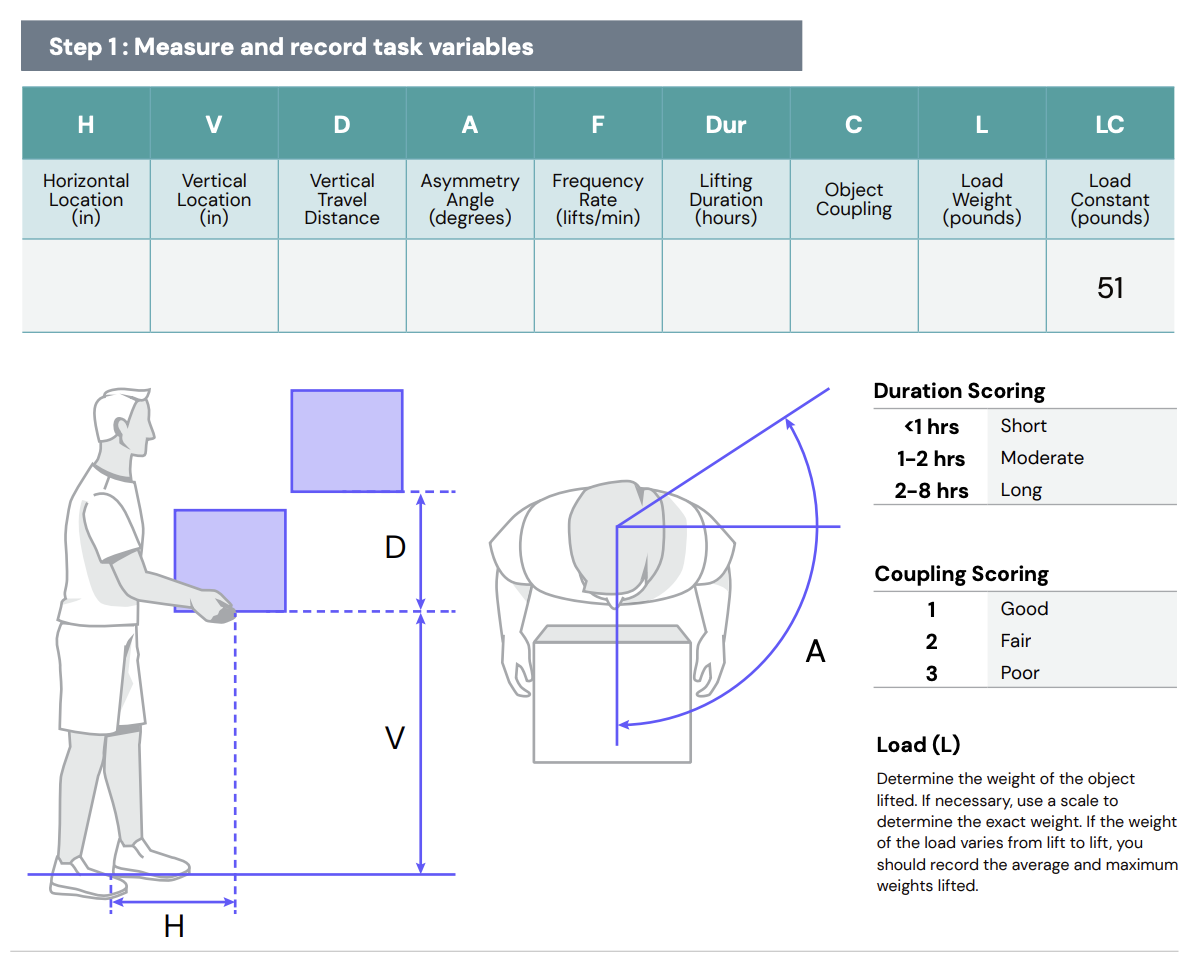 Step 1 : Measure and record task variables
H V D A F Dur C L LC
Horizontal Location (in)
Vertical Location (in)
Vertical Travel Distance
Asymmetry Angle (degrees)
Frequency Rate (lifts/min)
Lifting Duration (hours)
Object Coupling
Load Weight (pounds)
Load Constant (pounds)
51
D
V
H
A
Duration Scoring
<1 hrs Short
1–2 hrs Moderate
2–8 hrs Long
Coupling Scoring
1 Good
2 Fair
3 Poor
Load (L)
Determine the weight of the object
lifted. If necessary, use a scale to
determine the exact weight. If the weight
of the load varies from lift to lift, you
should record the average and maximum
weights lifted.